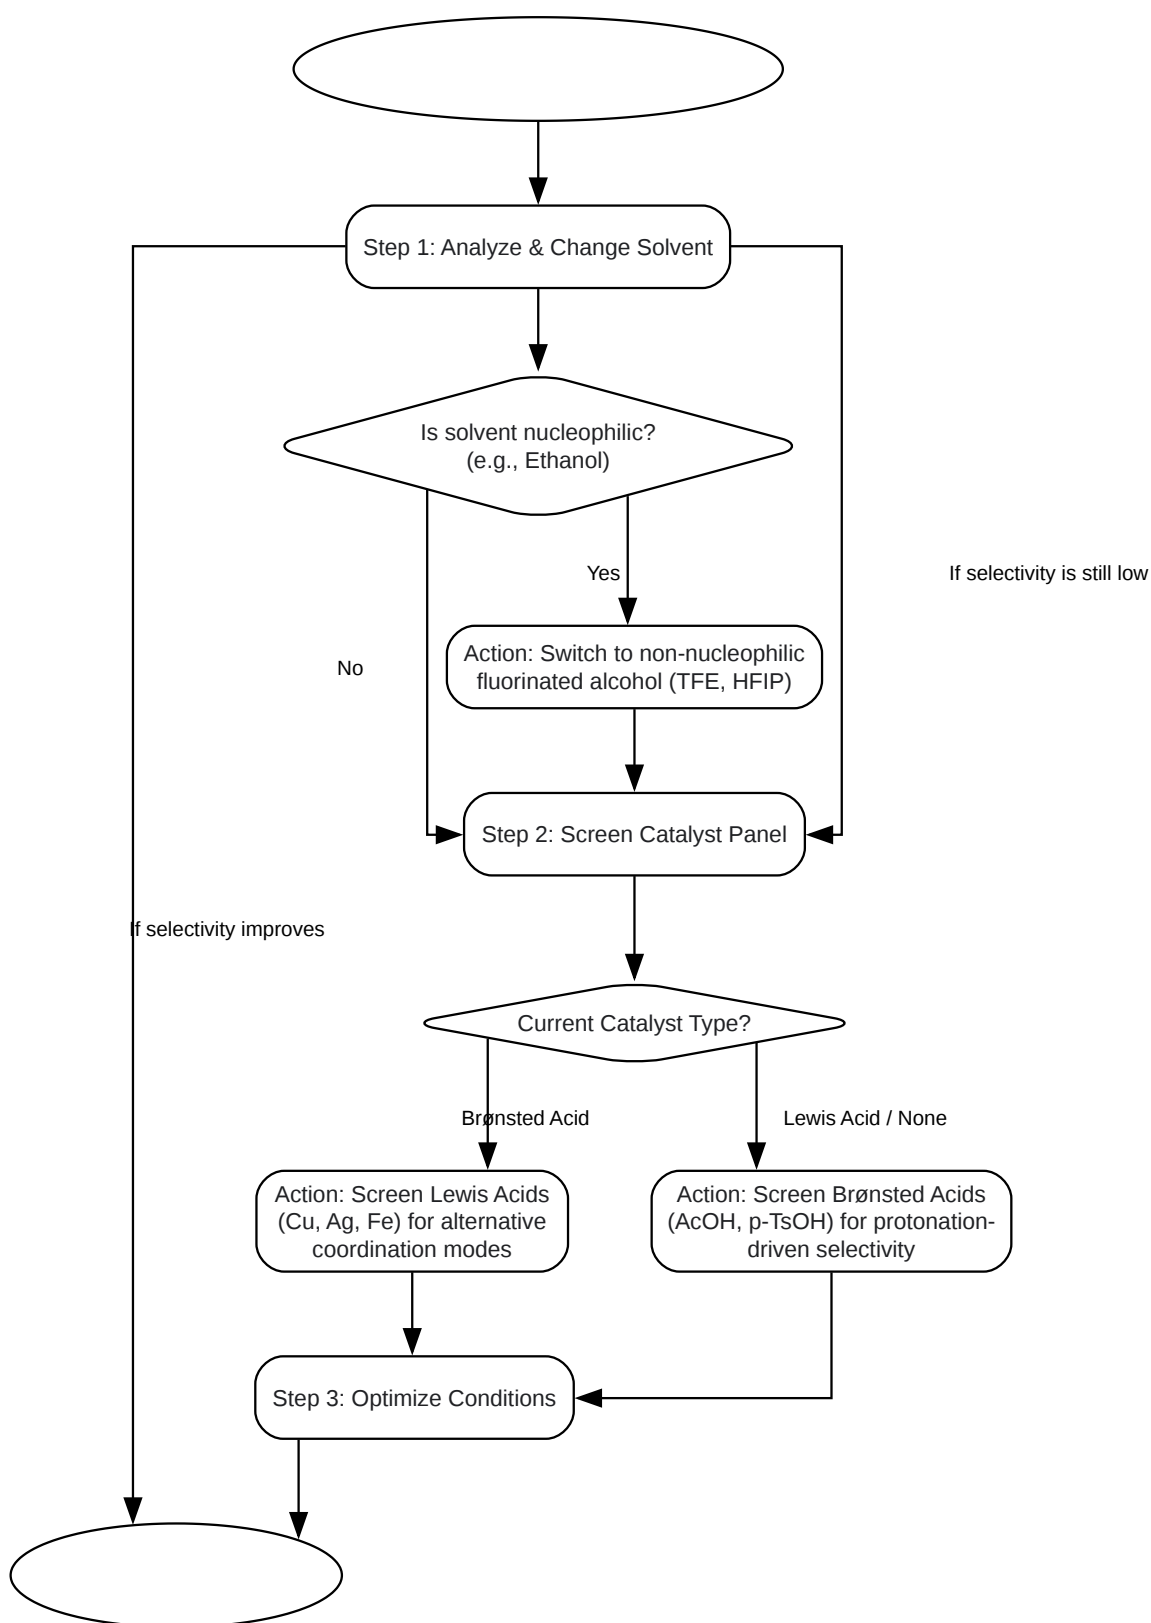 Step 1: Analyze & Change Solvent
Is solvent nucleophilic?
(e.g., Ethanol)
Yes
If selectivity is still low
Action: Switch to non-nucleophilic
fluorinated alcohol (TFE, HFIP)
No
Step 2: Screen Catalyst Panel
If selectivity improves
Current Catalyst Type?
Brønsted Acid
Lewis Acid / None
Action: Screen Lewis Acids
(Cu, Ag, Fe) for alternative
coordination modes
Action: Screen Brønsted Acids
(AcOH, p-TsOH) for protonation-
driven selectivity
Step 3: Optimize Conditions